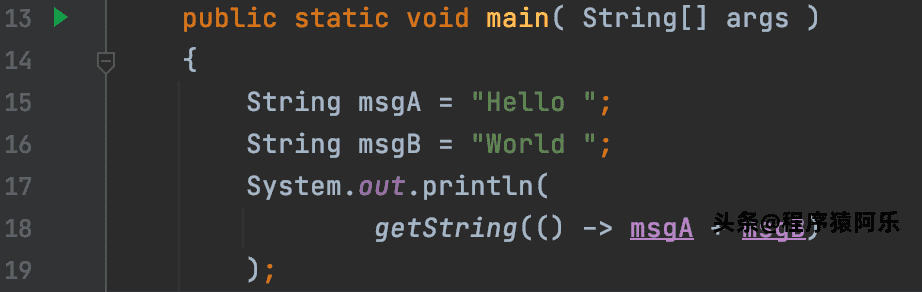 13 public static void main( String[] args )
14 {
15 String msgA = "Hello ";
16 String msgB = "World ";
17 System.out.println(
18 getString(() -> msgA + msgB)
19 );
头条@程序猿阿乐